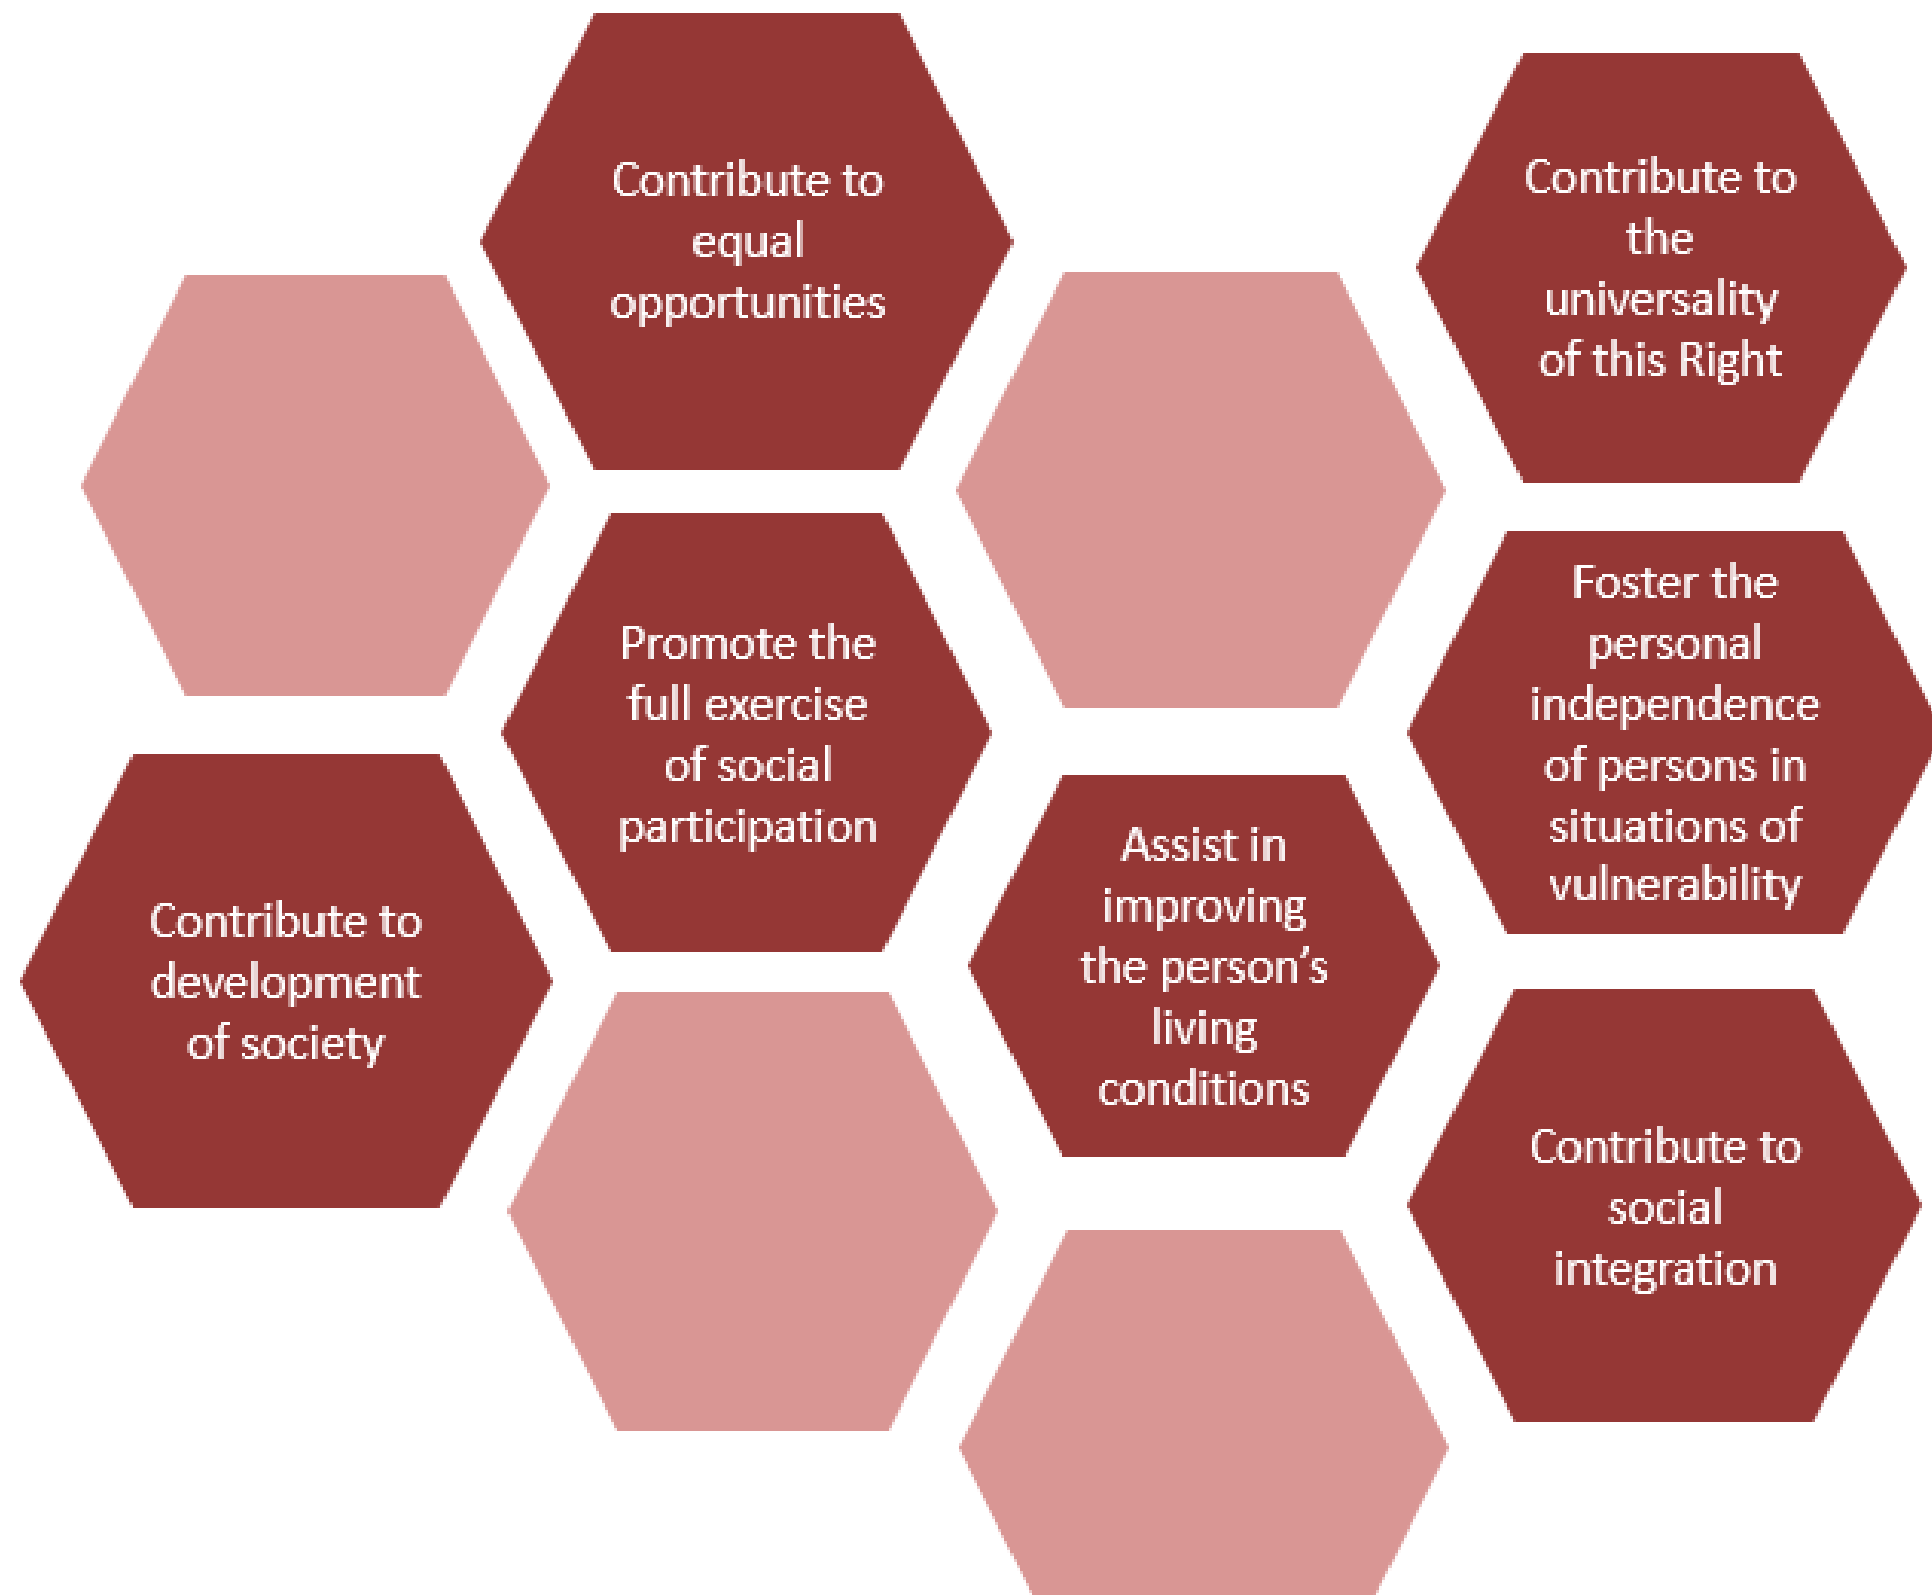 Contribute to
equal
opportunities
Contribute to
the
universality
of this Right
Promote the
full exercise
of social
participation
Foster the
personal
independence
of persons in
situations of
vulnerability
Contribute to
development
of society
Assist in
improving
the person’s
living
conditions
Contribute to
social
integration